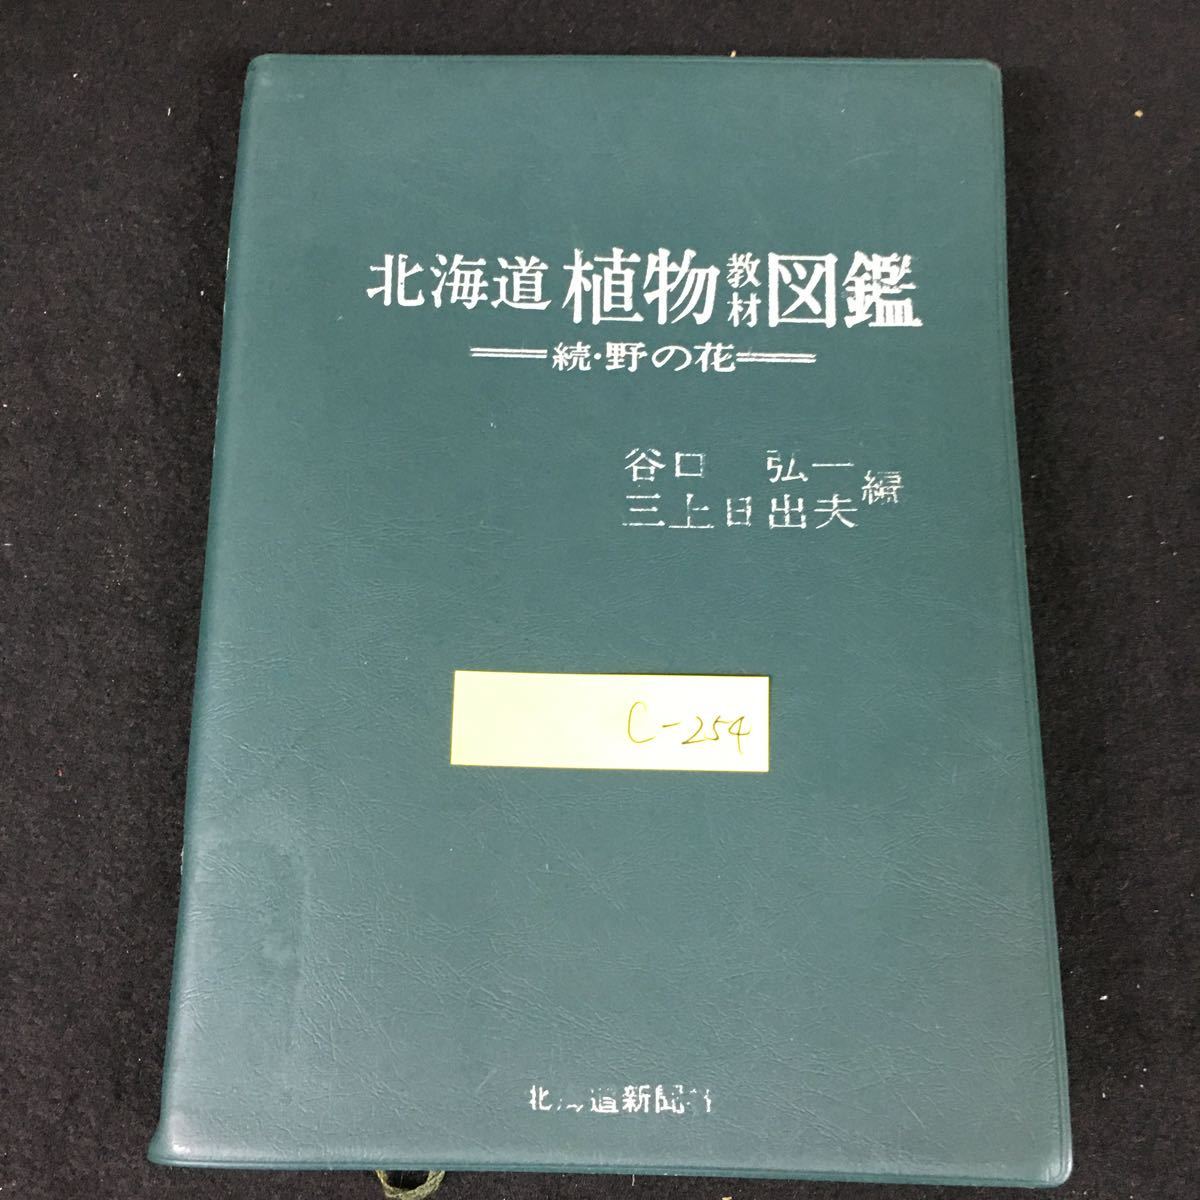 北海道植物教材図鑑
続・野の花
谷口 弘一
三上日出夫 編
C-254
北海道新聞社